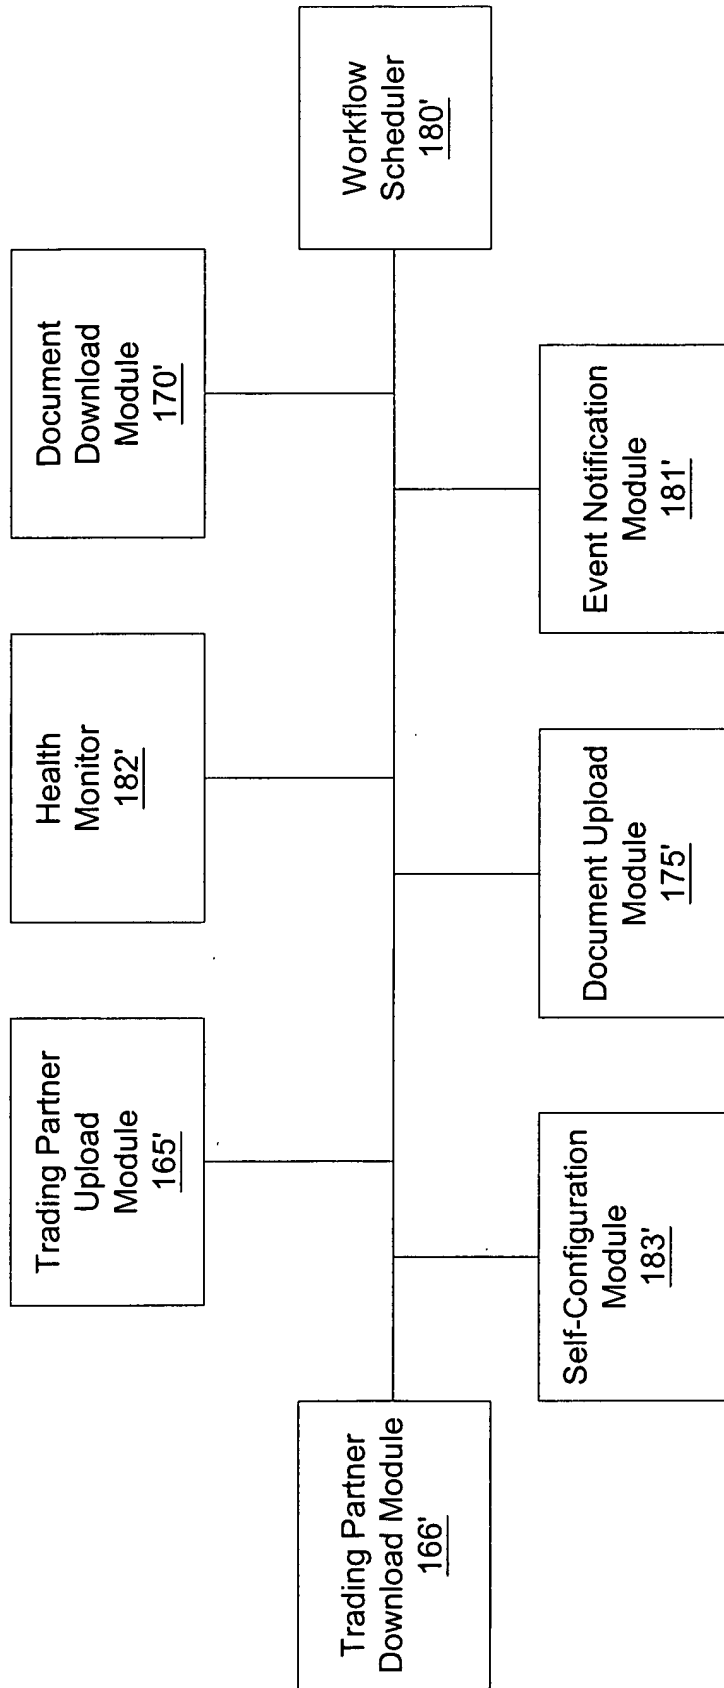 Trading Partner
Upload
Module
165'
Health
Monitor
182'
Document
Download
Module
170'
Trading Partner
Download Module
166'
Workflow
Scheduler
180'
Self-Configuration
Module
183'
Document Upload
Module
175'
Event Notification
Module
181'